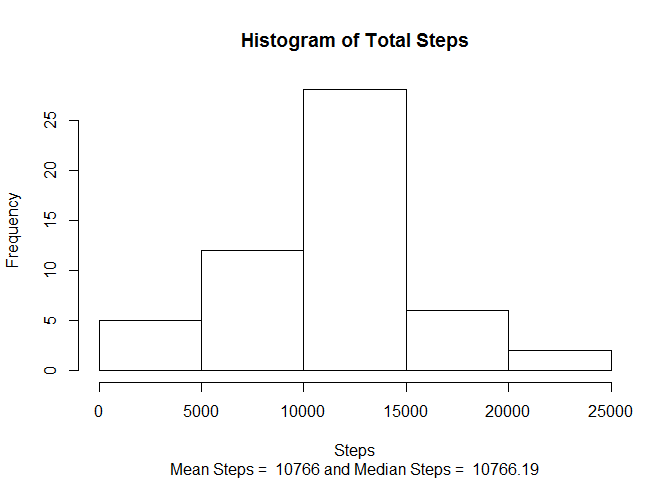 Histogram of Total Steps
Frequency
25
20
15
10
5
0
0 5000 10000 15000 20000 25000
Steps
Mean Steps = 10766 and Median Steps = 10766.19